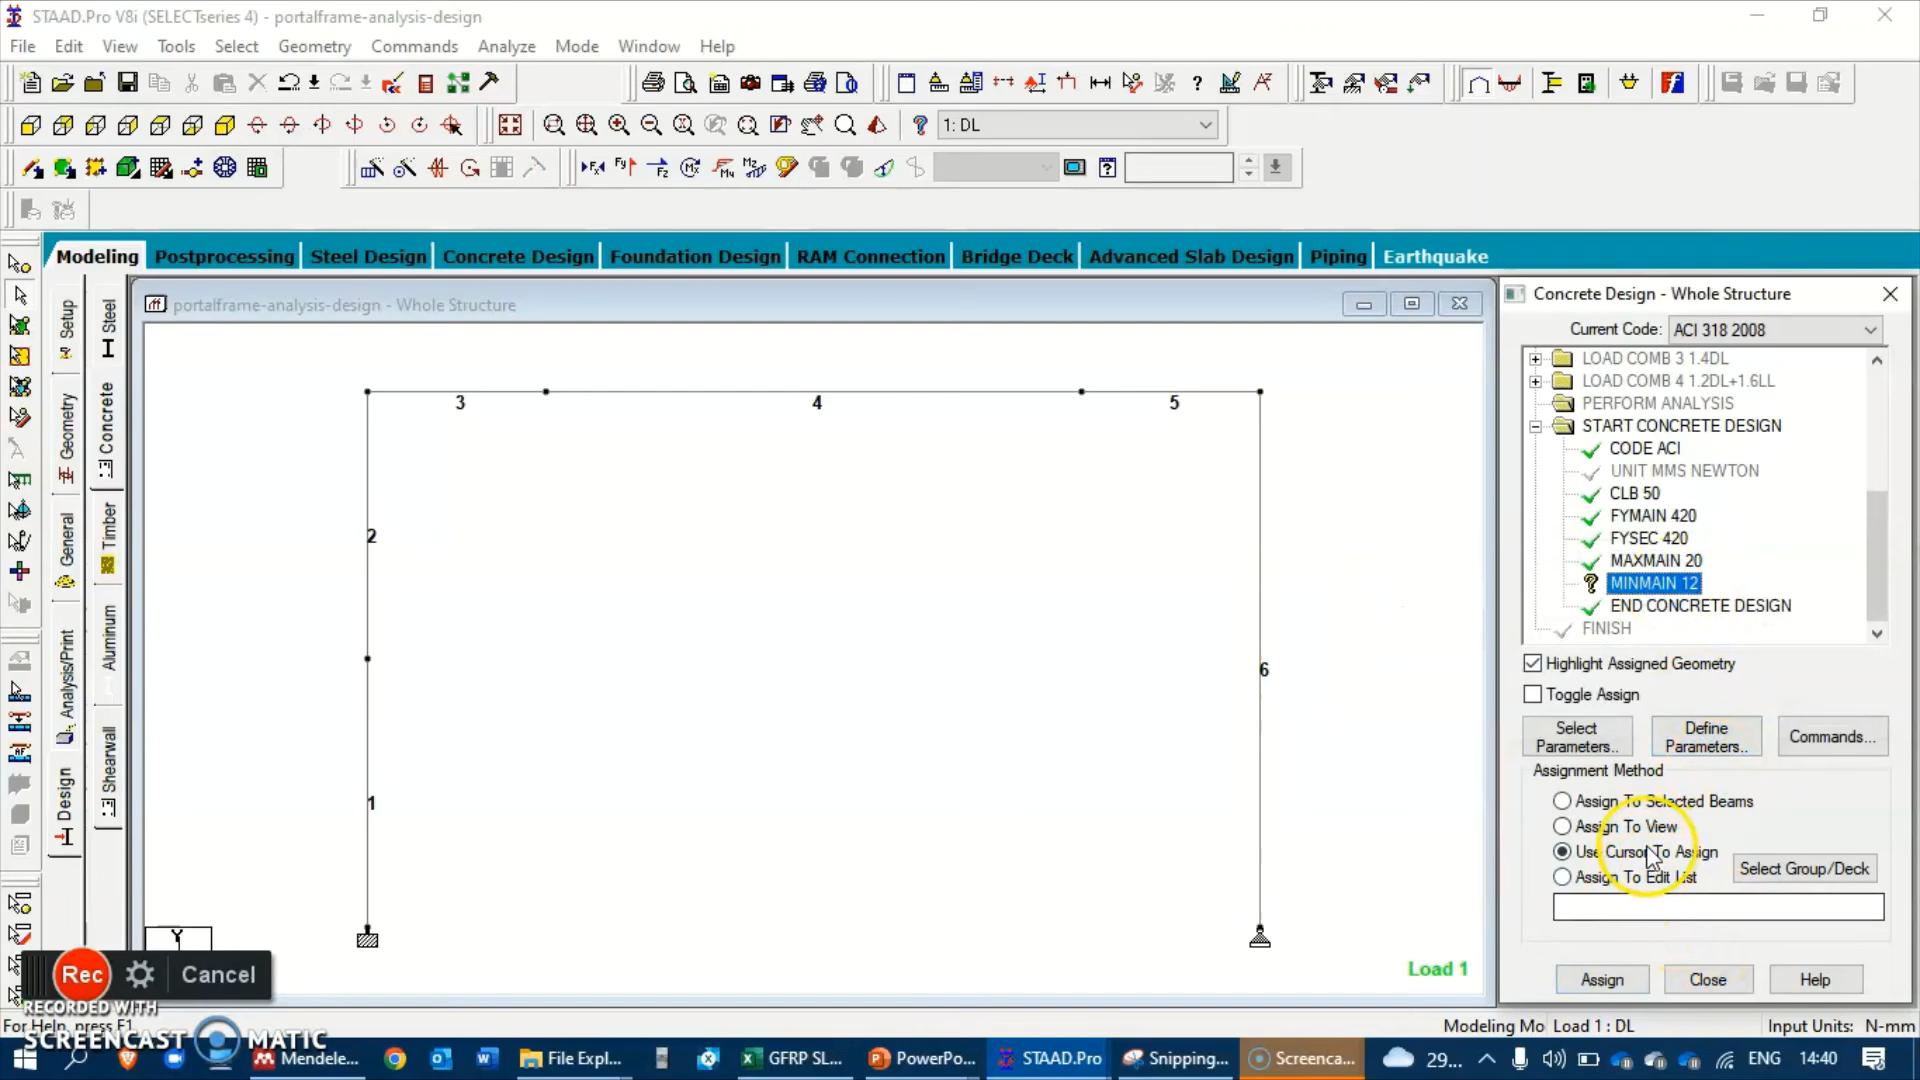 STAAD.Pro V8i (SELECTseries 4) - portalframe-analysis-design
File Edit View Tools Select Geometry Commands Analyze Mode Window Help
1: DL
Modeling Postprocessing Steel Design Concrete Design Foundation Design RAM Connection Bridge Deck Advanced Slab Design Piping Earthquake
Setup
Geometry
General
Analysis/Print
Design
Steel
Concrete
Timber
Aluminum
Shearwall
portalframe-analysis-design - Whole Structure
3 4 5
2
6
1
Y
Load 1
Concrete Design - Whole Structure
Current Code: ACI 318 2008
LOAD COMB 3 1.4DL
LOAD COMB 4 1.2DL+1.6LL
PERFORM ANALYSIS
START CONCRETE DESIGN
CODE ACI
UNIT MMS NEWTON
CLB 50
FYMAIN 420
FYSEC 420
MAXMAIN 20
MINMAIN 12
END CONCRETE DESIGN
FINISH
Highlight Assigned Geometry
Toggle Assign
Select Parameters..
Define Parameters..
Commands...
Assignment Method
Assign To Selected Beams
Assign To View
Use Cursor To Assign
Assign To Edit List
Select Group/Deck
Assign Close Help
Rec Cancel
RECORDED WITH
SCREENCAST MATIC
For Help, press F1
Modeling Mo Load 1 : DL Input Units: N-mm
Mendele... File Expl... GFRP SL... PowerPo... STAAD.Pro Snipping... Screenca... 29... ENG 14:40